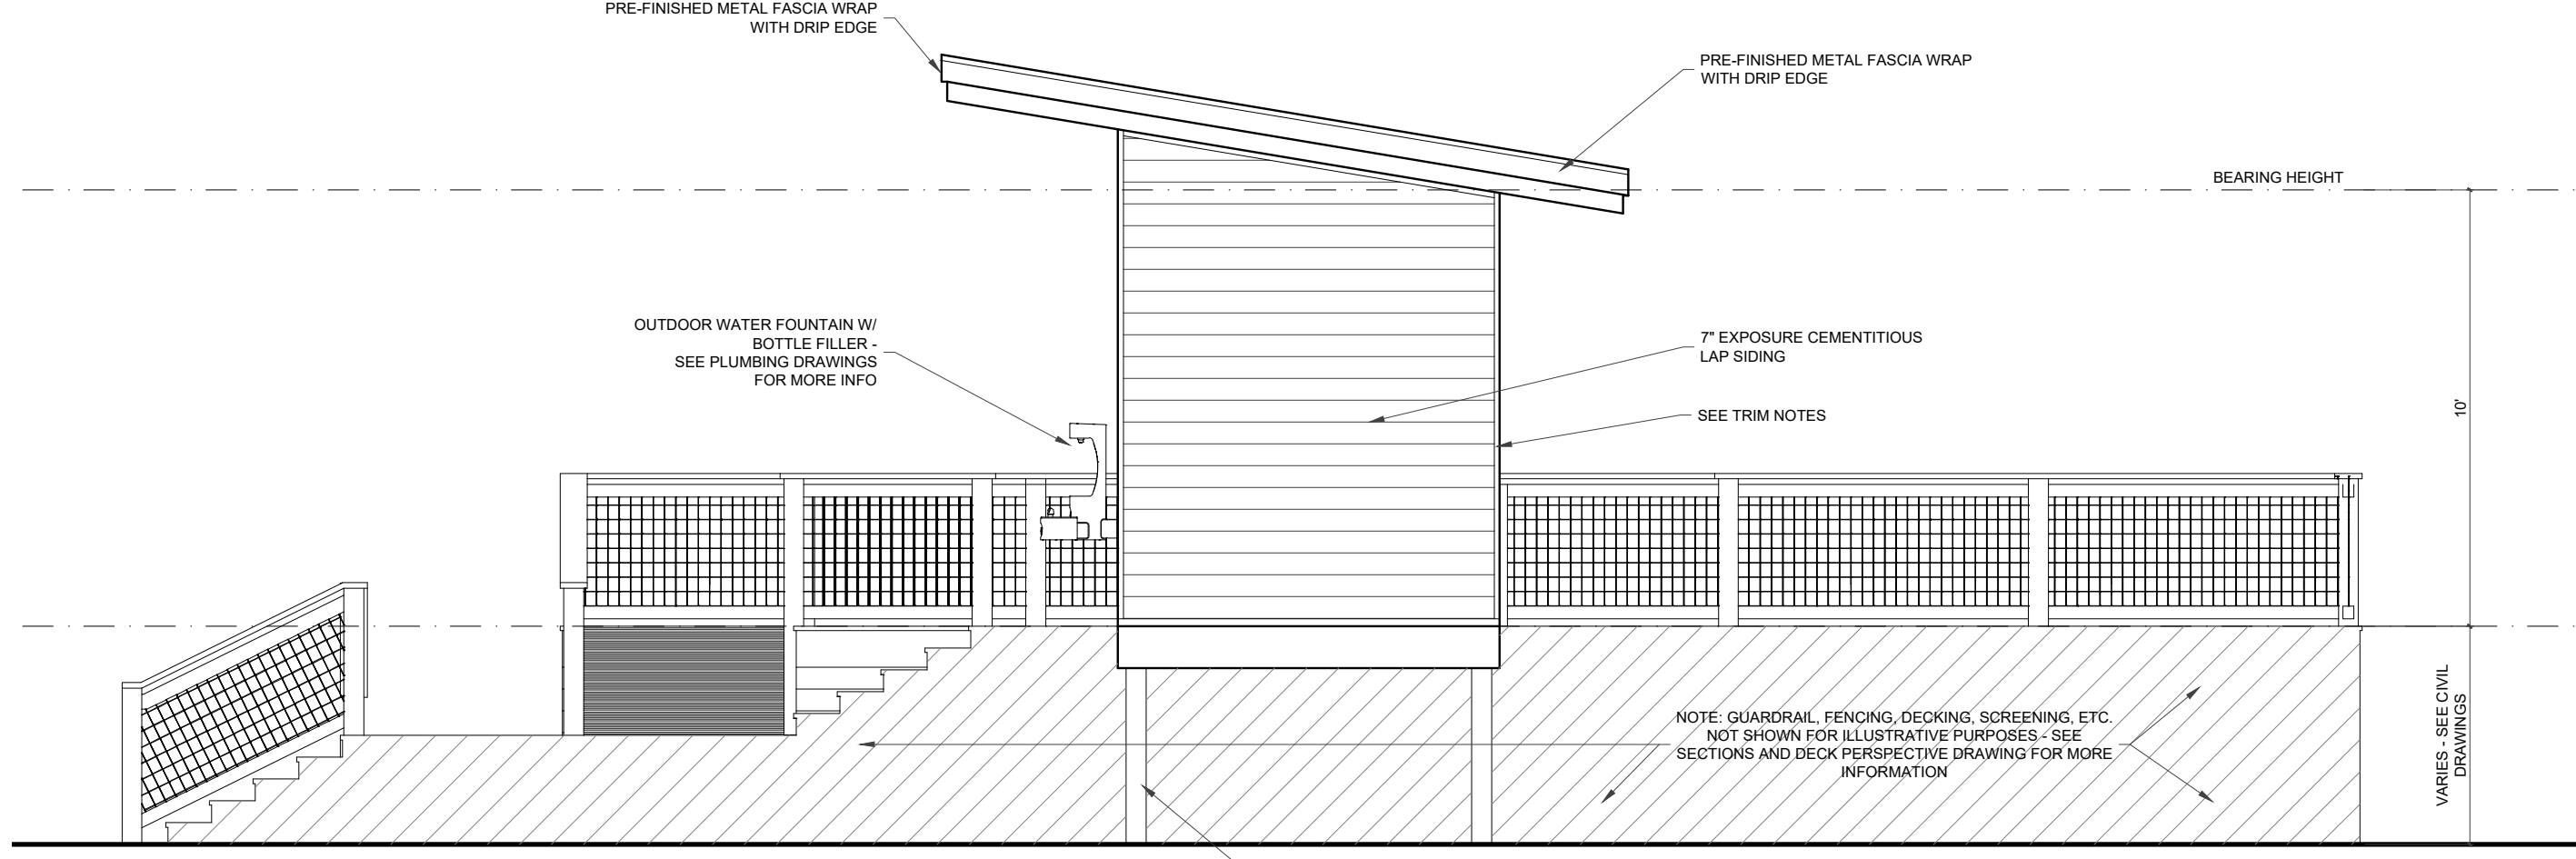 PRE-FINISHED METAL FASCIA WRAP
WITH DRIP EDGE
PRE-FINISHED METAL FASCIA WRAP
WITH DRIP EDGE
BEARING HEIGHT
OUTDOOR WATER FOUNTAIN W/
BOTTLE FILLER -
SEE PLUMBING DRAWINGS
FOR MORE INFO
7" EXPOSURE CEMENTITIOUS
LAP SIDING
SEE TRIM NOTES
10'
NOTE: GUARDRAIL, FENCING, DECKING, SCREENING, ETC.
NOT SHOWN FOR ILLUSTRATIVE PURPOSES - SEE
SECTIONS AND DECK PERSPECTIVE DRAWING FOR MORE
INFORMATION
VARIES - SEE CIVIL
DRAWINGS